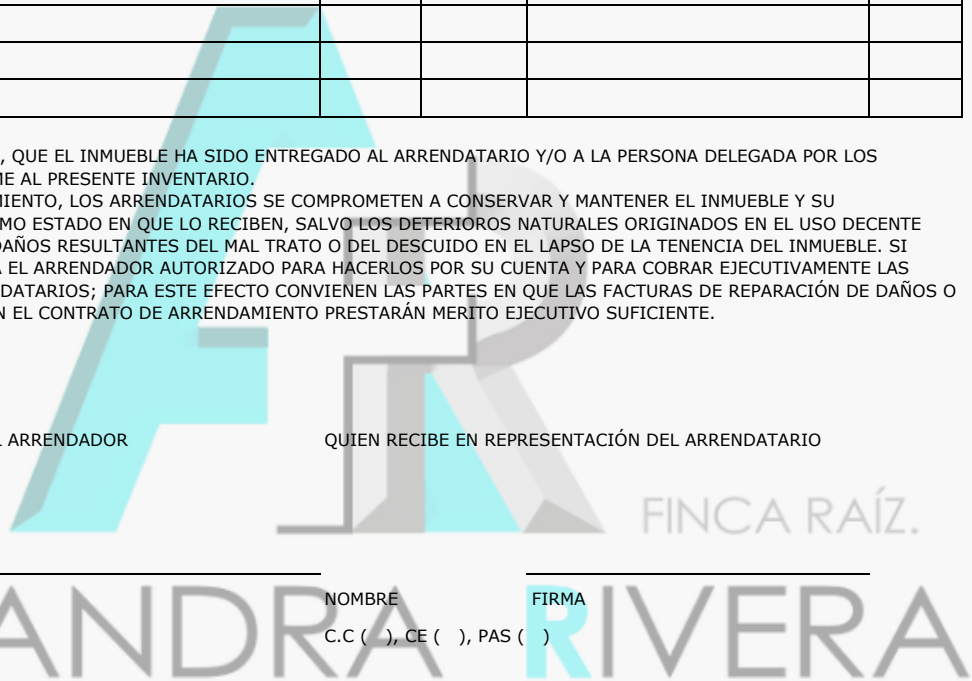 , QUE EL INMUEBLE HA SIDO ENTREGADO AL ARRENDATARIO Y/O A LA PERSONA DELEGADA POR LOS
ME AL PRESENTE INVENTARIO.
MIENTO, LOS ARRENDATARIOS SE COMPROMETEN A CONSERVAR Y MANTENER EL INMUEBLE Y SU
MO ESTADO EN QUE LO RECIBEN, SALVO LOS DETERIOROS NATURALES ORIGINADOS EN EL USO DECENTE
DAÑOS RESULTANTES DEL MAL TRATO O DEL DESCUIDO EN EL LAPSO DE LA TENENCIA DEL INMUEBLE. SI
A EL ARRENDADOR AUTORIZADO PARA HACERLOS POR SU CUENTA Y PARA COBRAR EJECUTIVAMENTE LAS
DATARIOS; PARA ESTE EFECTO CONVIENEN LAS PARTES EN QUE LAS FACTURAS DE REPARACIÓN DE DAÑOS O
N EL CONTRATO DE ARRENDAMIENTO PRESTARÁN MERITO EJECUTIVO SUFICIENTE.
L ARRENDADOR QUIEN RECIBE EN REPRESENTACIÓN DEL ARRENDATARIO
FINCA RAÍZ.
NOMBRE FIRMA
C.C ( ), CE ( ), PAS ( )
ANDRA RIVERA